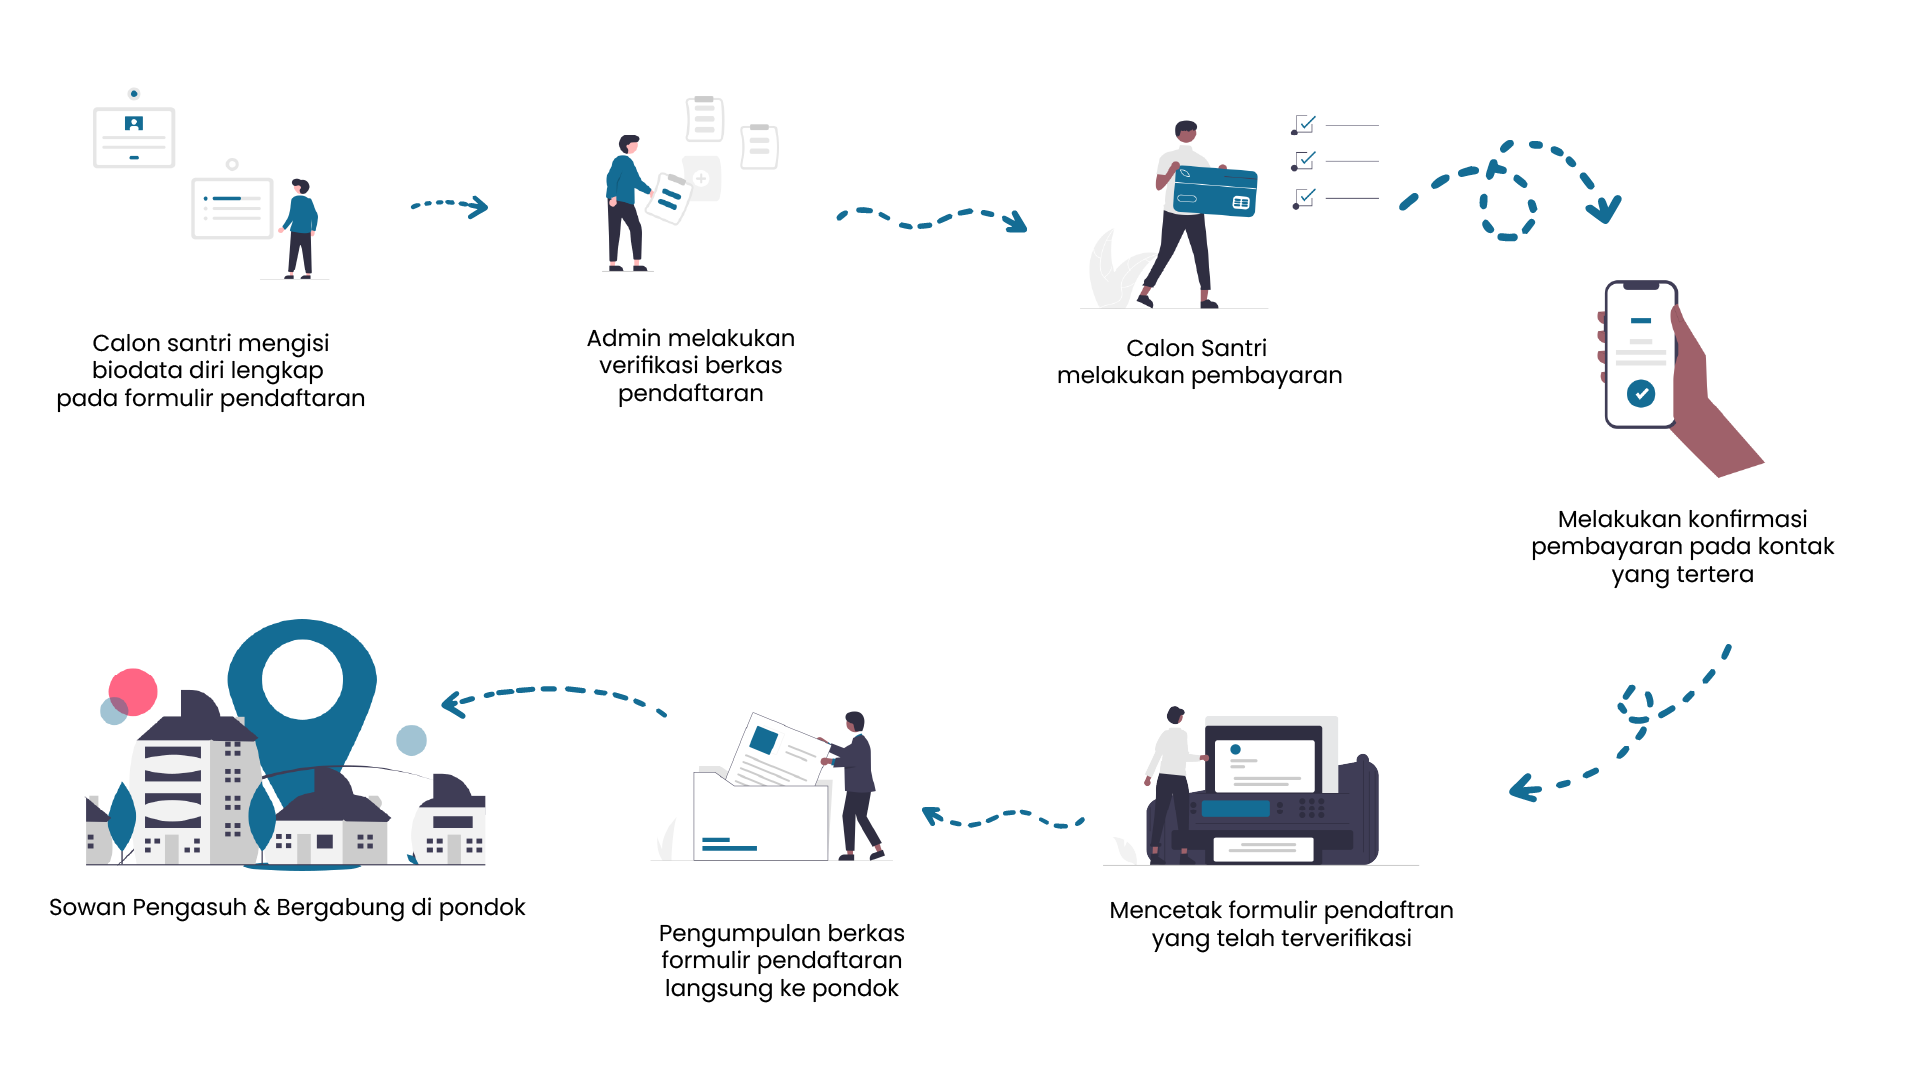 Calon santri mengisi
biodata diri lengkap
pada formulir pendaftaran
Admin melakukan
verifikasi berkas
pendaftaran
Calon Santri
melakukan pembayaran
Melakukan konfirmasi
pembayaran pada kontak
yang tertera
Mencetak formulir pendaftran
yang telah terverifikasi
Pengumpulan berkas
formulir pendaftaran
langsung ke pondok
Sowan Pengasuh & Bergabung di pondok